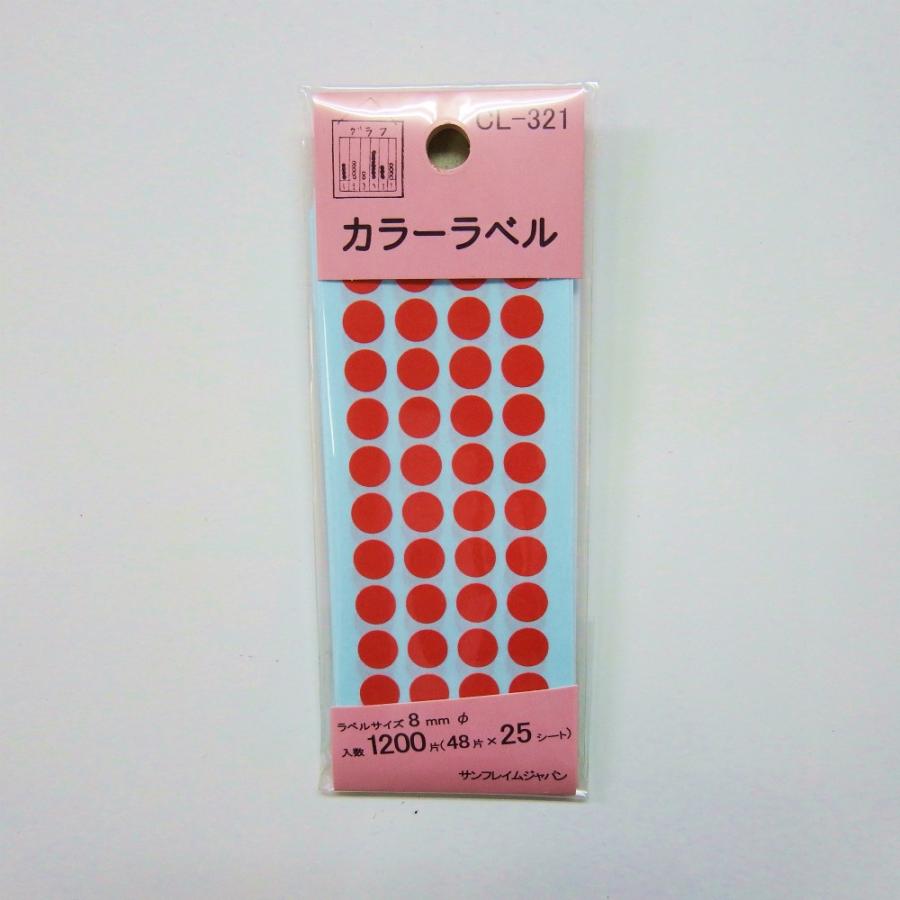 CL-321
グラフ
カラーラベル
ラベルサイズ 8 mm φ
入数 1200片(48片×25シート)
サンフレイムジャパン